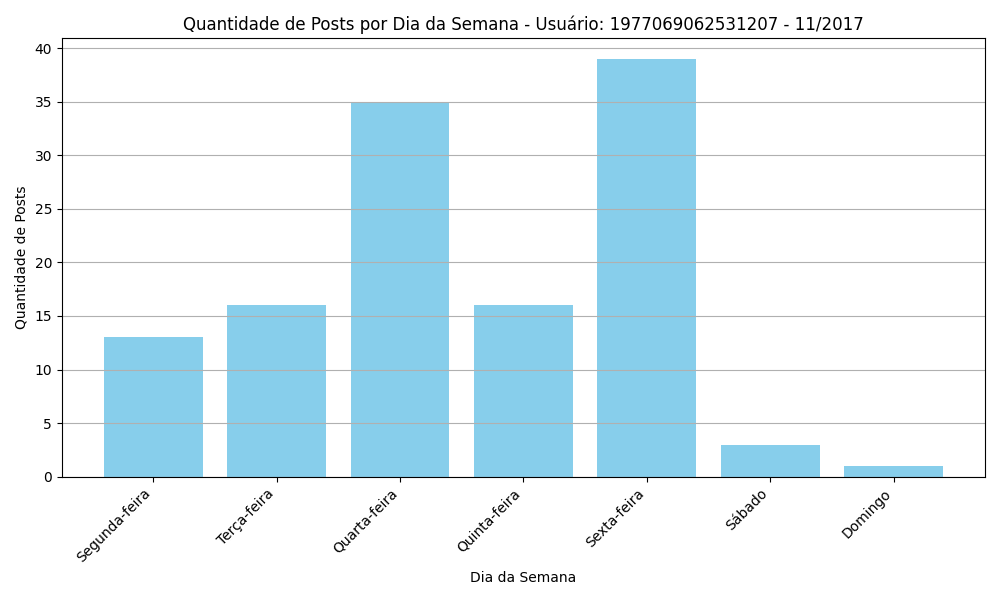 Quantidade de Posts por Dia da Semana - Usuário: 1977069062531207 - 11/2017
Quantidade de Posts
40
35
30
25
20
15
10
5
0
Segunda-feira
Terça-feira
Quarta-feira
Quinta-feira
Sexta-feira
Sábado
Domingo
Dia da Semana